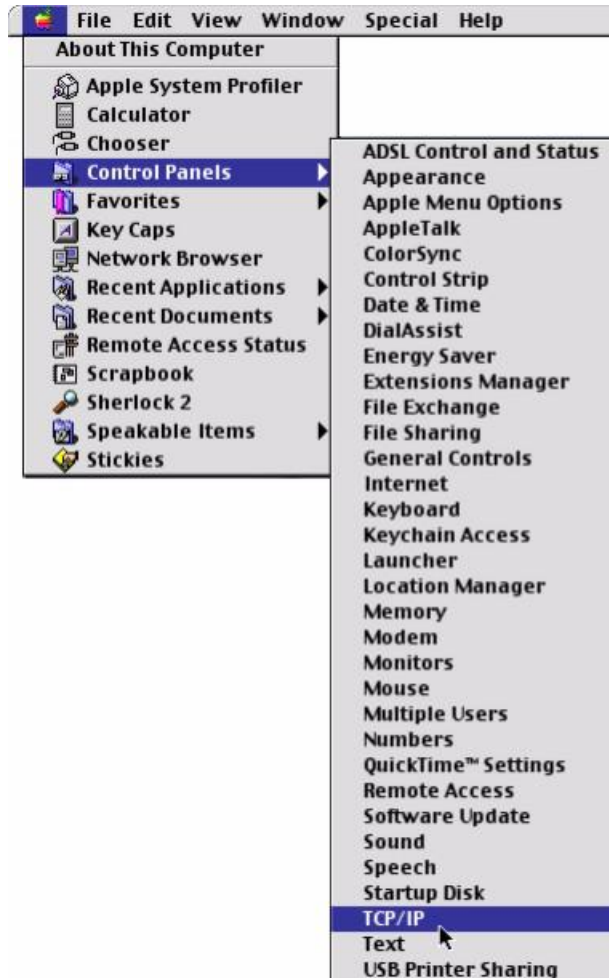 File Edit View Window Special Help
About This Computer
Apple System Profiler
Calculator
Chooser
Control Panels
Favorites
Key Caps
Network Browser
Recent Applications
Recent Documents
Remote Access Status
Scrapbook
Sherlock 2
Speakable Items
Stickies
ADSL Control and Status
Appearance
Apple Menu Options
AppleTalk
ColorSync
Control Strip
Date & Time
DialAssist
Energy Saver
Extensions Manager
File Exchange
File Sharing
General Controls
Internet
Keyboard
Keychain Access
Launcher
Location Manager
Memory
Modem
Monitors
Mouse
Multiple Users
Numbers
QuickTime™ Settings
Remote Access
Software Update
Sound
Speech
Startup Disk
TCP/IP
Text
USB Printer Sharing